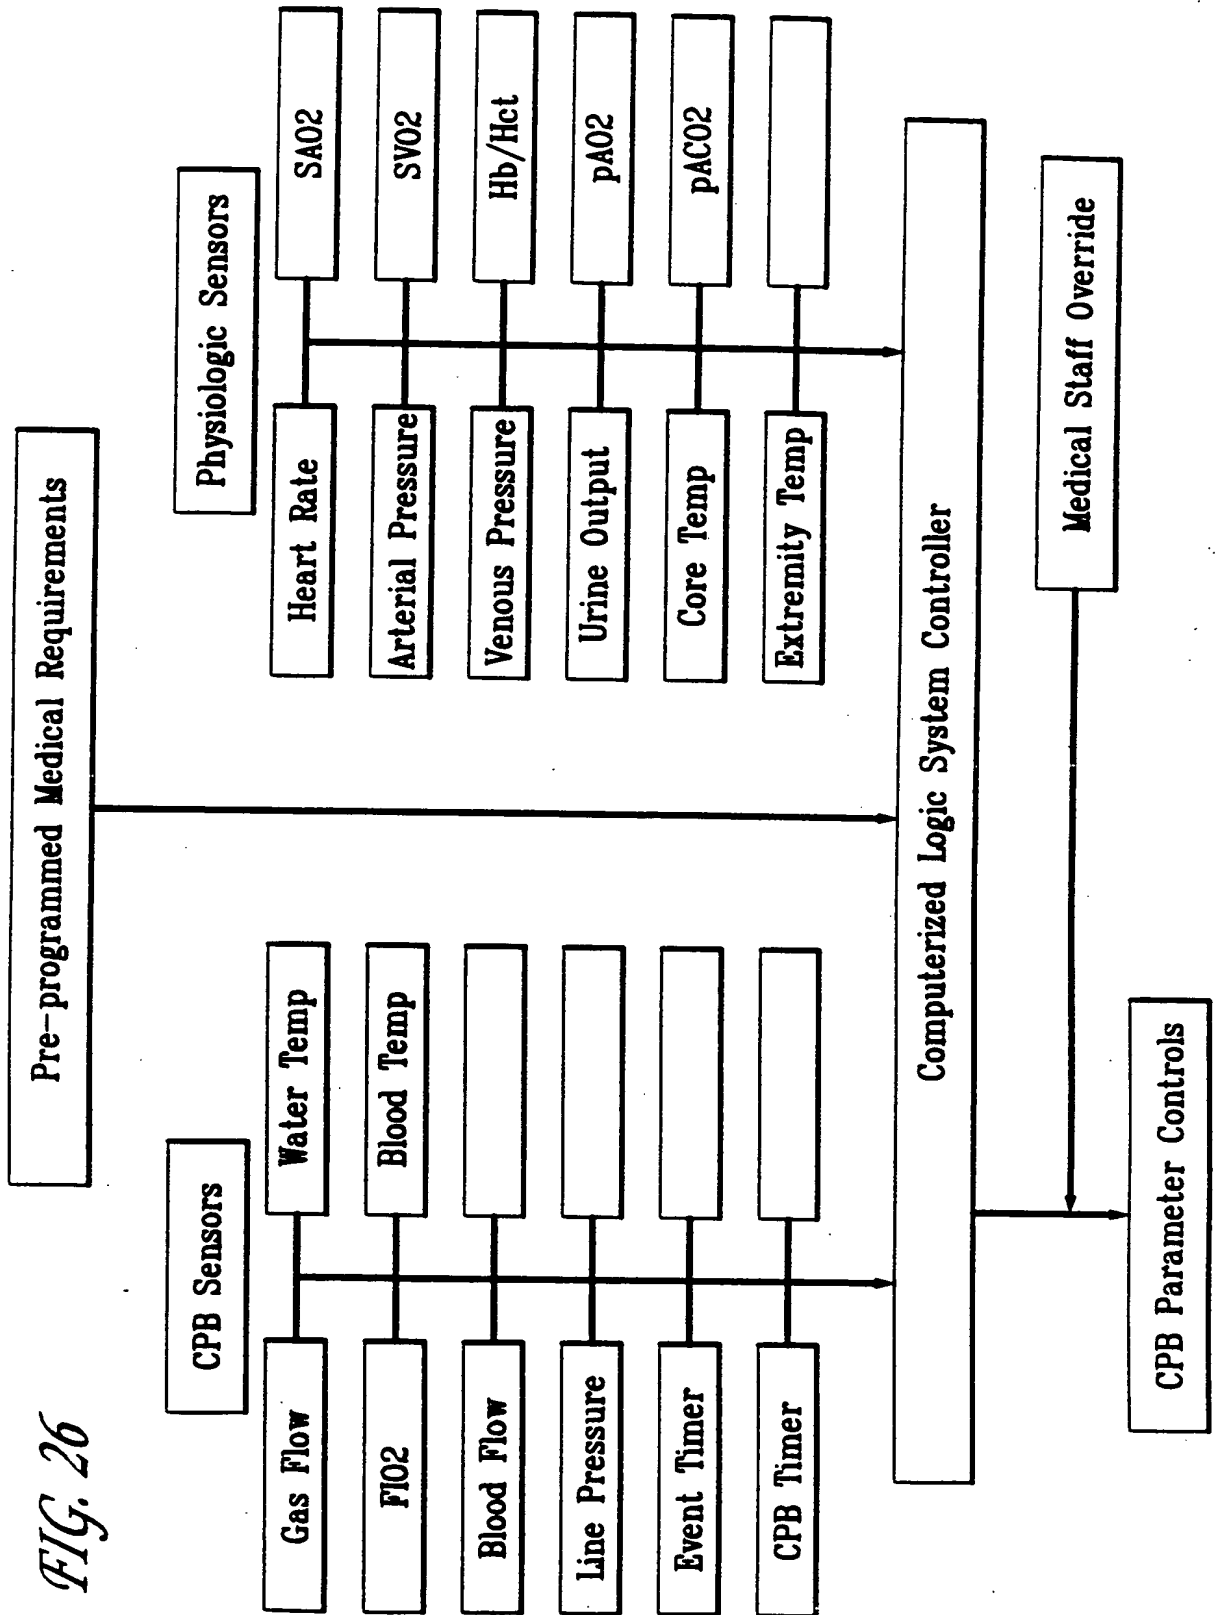 FIG. 26
Pre-programmed Medical Requirements
CPB Sensors
Gas Flow
Water Temp
FIO2
Blood Temp
Blood Flow
Line Pressure
Event Timer
CPB Timer
Physiologic Sensors
Heart Rate
SAO2
Arterial Pressure
SVO2
Venous Pressure
Hb/Hct
Urine Output
pAO2
Core Temp
pACO2
Extremity Temp
Computerized Logic System Controller
Medical Staff Override
CPB Parameter Controls